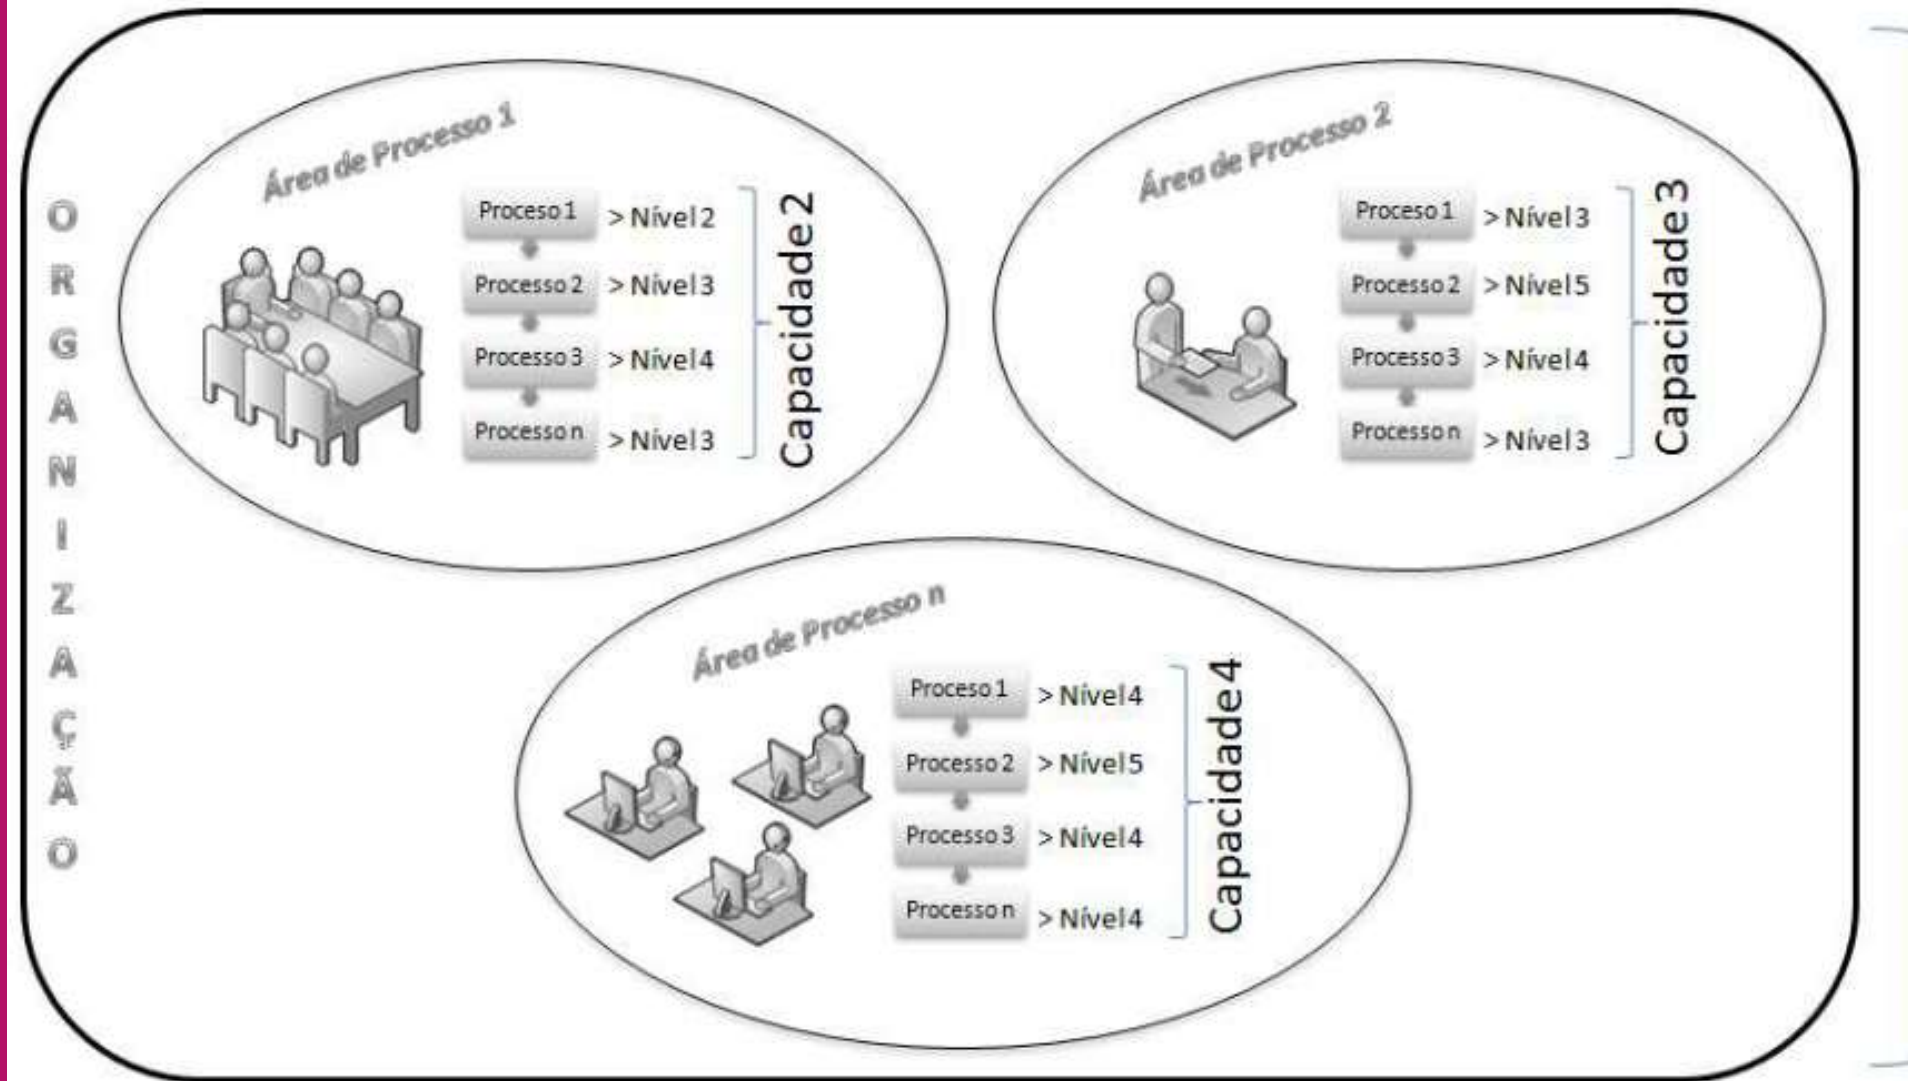 ORGANIZAÇÃO
Área de Processo 1
Proceso 1 > Nível 2
Processo 2 > Nível 3
Processo 3 > Nível 4
Processo n > Nível 3
Capacidade 2
Área de Processo 2
Proceso 1 > Nível 3
Processo 2 > Nível 5
Processo 3 > Nível 4
Processo n > Nível 3
Capacidade 3
Área de Processo n
Proceso 1 > Nível 4
Processo 2 > Nível 5
Processo 3 > Nível 4
Processo n > Nível 4
Capacidade 4